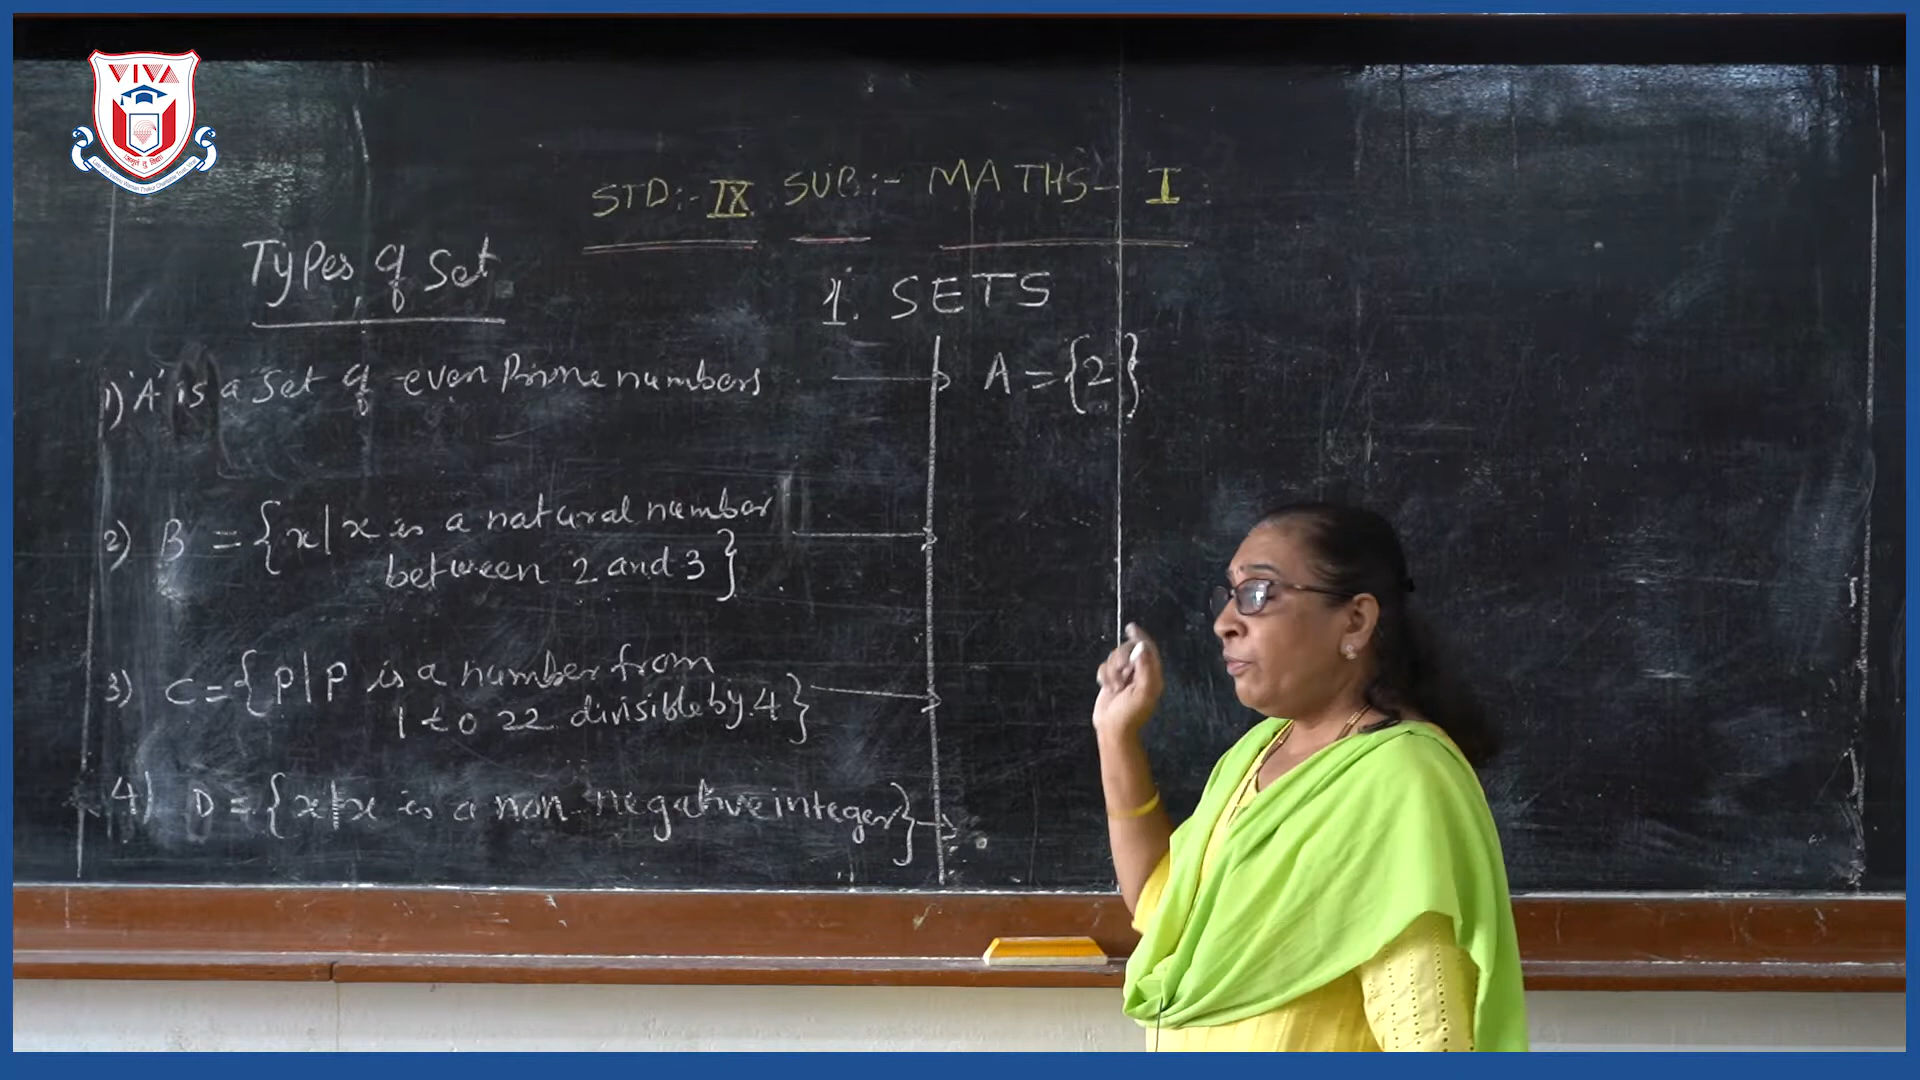 VIVA
STD:- IX SUB:- MATHS- I
Types of Set
1. SETS
1) 'A' is a set of even Prime numbers → A = {2}
2) B = {x|x is a natural number
between 2 and 3}
3) C = {P|P is a number from
1 to 22 divisible by 4}
4) D = {x|x is a non-negative integer}